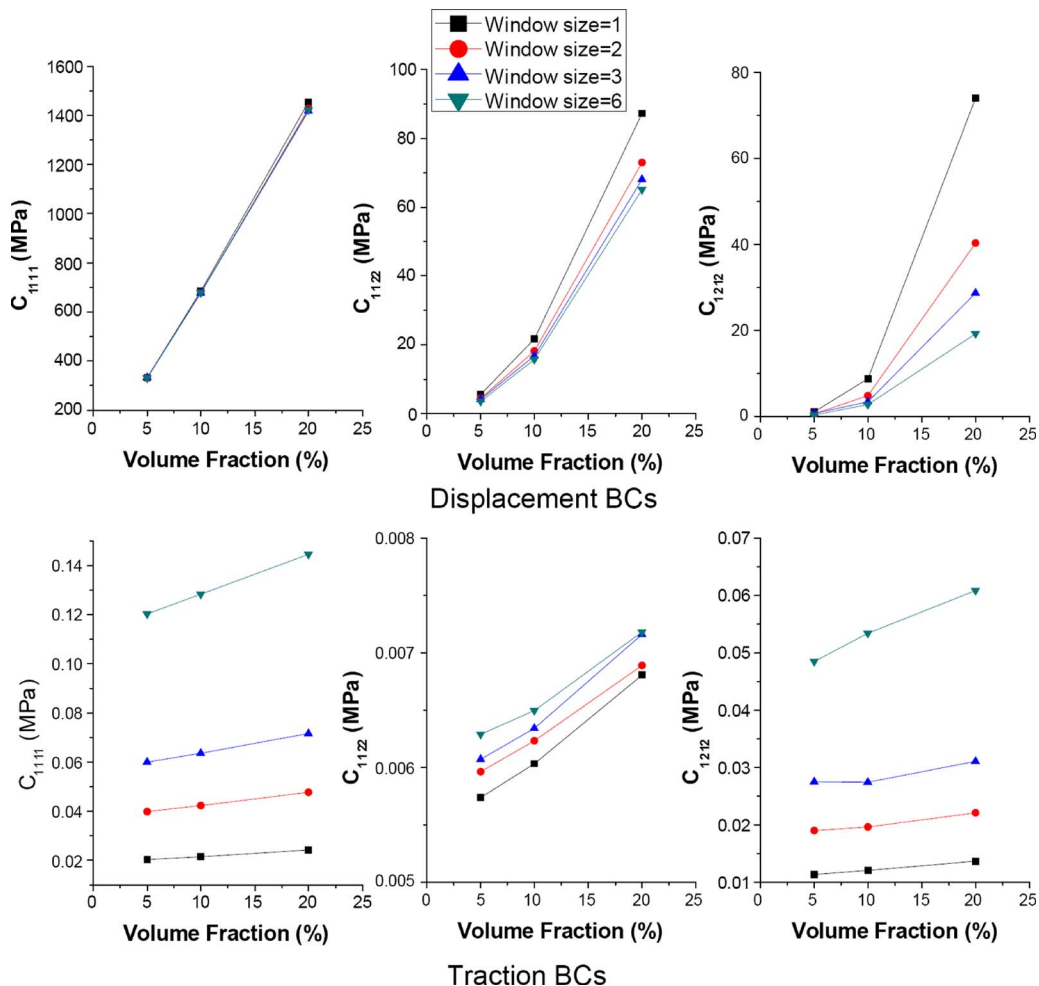 Window size=1
Window size=2
Window size=3
Window size=6
1600
1400
1200
1000
800
600
400
200
C1111 (MPa)
0 5 10 15 20 25
Volume Fraction (%)
100
80
60
40
20
0
C1122 (MPa)
0 5 10 15 20 25
Volume Fraction (%)
80
60
40
20
0
C1212 (MPa)
0 5 10 15 20 25
Volume Fraction (%)
Displacement BCs
0.14
0.12
0.10
0.08
0.06
0.04
0.02
C1111 (MPa)
0 5 10 15 20 25
Volume Fraction (%)
0.008
0.007
0.006
0.005
C1122 (MPa)
0 5 10 15 20 25
Volume Fraction (%)
0.07
0.06
0.05
0.04
0.03
0.02
0.01
C1212 (MPa)
0 5 10 15 20 25
Volume Fraction (%)
Traction BCs